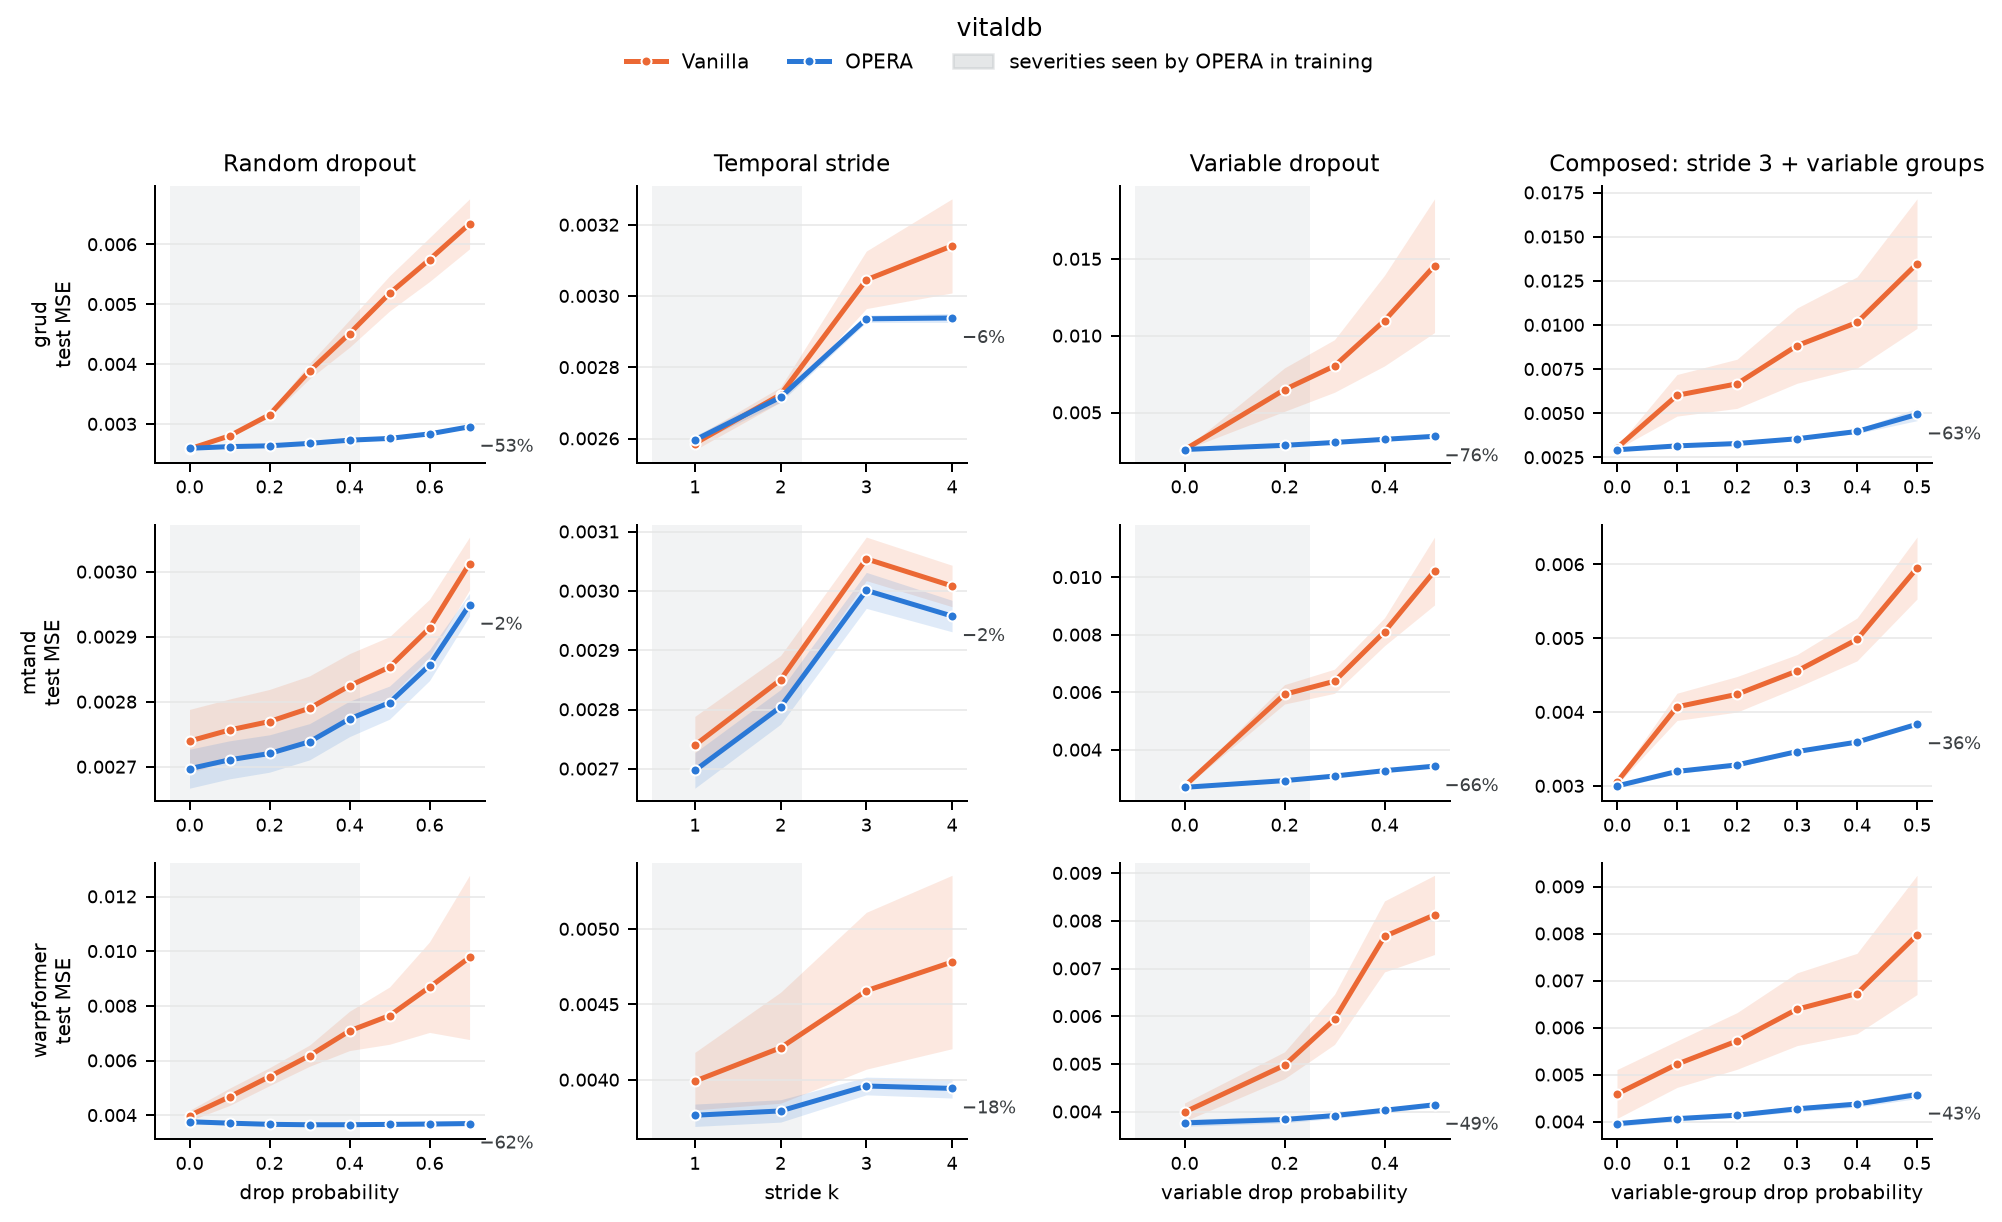 vitaldb
Vanilla OPERA severities seen by OPERA in training
Random dropout Temporal stride Variable dropout Composed: stride 3 + variable groups
grud
test MSE
0.006
0.005
0.004
0.003
0.0 0.2 0.4 0.6
−53%
0.0032
0.0030
0.0028
0.0026
1 2 3 4
−6%
0.015
0.010
0.005
0.0 0.2 0.4
−76%
0.0175
0.0150
0.0125
0.0100
0.0075
0.0050
0.0025
0.0 0.1 0.2 0.3 0.4 0.5
−63%
mtand
test MSE
0.0030
0.0029
0.0028
0.0027
0.0 0.2 0.4 0.6
−2%
0.0031
0.0030
0.0029
0.0028
0.0027
1 2 3 4
−2%
0.010
0.008
0.006
0.004
0.0 0.2 0.4
−66%
0.006
0.005
0.004
0.003
0.0 0.1 0.2 0.3 0.4 0.5
−36%
warpformer
test MSE
0.012
0.010
0.008
0.006
0.004
0.0 0.2 0.4 0.6
drop probability
−62%
0.0050
0.0045
0.0040
1 2 3 4
stride k
−18%
0.009
0.008
0.007
0.006
0.005
0.004
0.0 0.2 0.4
variable drop probability
−49%
0.009
0.008
0.007
0.006
0.005
0.004
0.0 0.1 0.2 0.3 0.4 0.5
variable-group drop probability
−43%